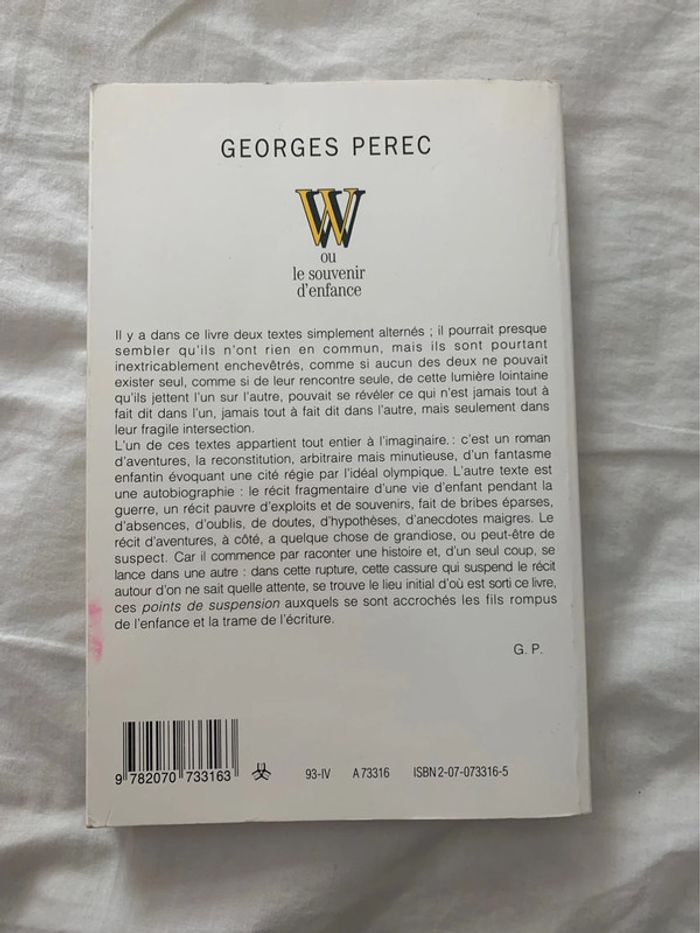 GEORGES PEREC
W
ou
le souvenir
d'enfance
Il y a dans ce livre deux textes simplement alternés ; il pourrait presque
sembler qu'ils n'ont rien en commun, mais ils sont pourtant
inextricablement enchevêtrés, comme si aucun des deux ne pouvait
exister seul, comme si de leur rencontre seule, de cette lumière lointaine
qu'ils jettent l'un sur l'autre, pouvait se révéler ce qui n'est jamais tout à
fait dit dans l'un, jamais tout à fait dit dans l'autre, mais seulement dans
leur fragile intersection.
L'un de ces textes appartient tout entier à l'imaginaire. : c'est un roman
d'aventures, la reconstitution, arbitraire mais minutieuse, d'un fantasme
enfantin évoquant une cité régie par l'idéal olympique. L'autre texte est
une autobiographie : le récit fragmentaire d'une vie d'enfant pendant la
guerre, un récit pauvre d'exploits et de souvenirs, fait de bribes éparses,
d'absences, d'oublis, de doutes, d'hypothèses, d'anecdotes maigres. Le
récit d'aventures, à côté, a quelque chose de grandiose, ou peut-être de
suspect. Car il commence par raconter une histoire et, d'un seul coup, se
lance dans une autre : dans cette rupture, cette cassure qui suspend le récit
autour d'on ne sait quelle attente, se trouve le lieu initial d'où est sorti ce livre,
ces points de suspension auxquels se sont accrochés les fils rompus
de l'enfance et la trame de l'écriture.
G. P.
9 782070 733163
93-IV A 73316 ISBN 2-07-073316-5